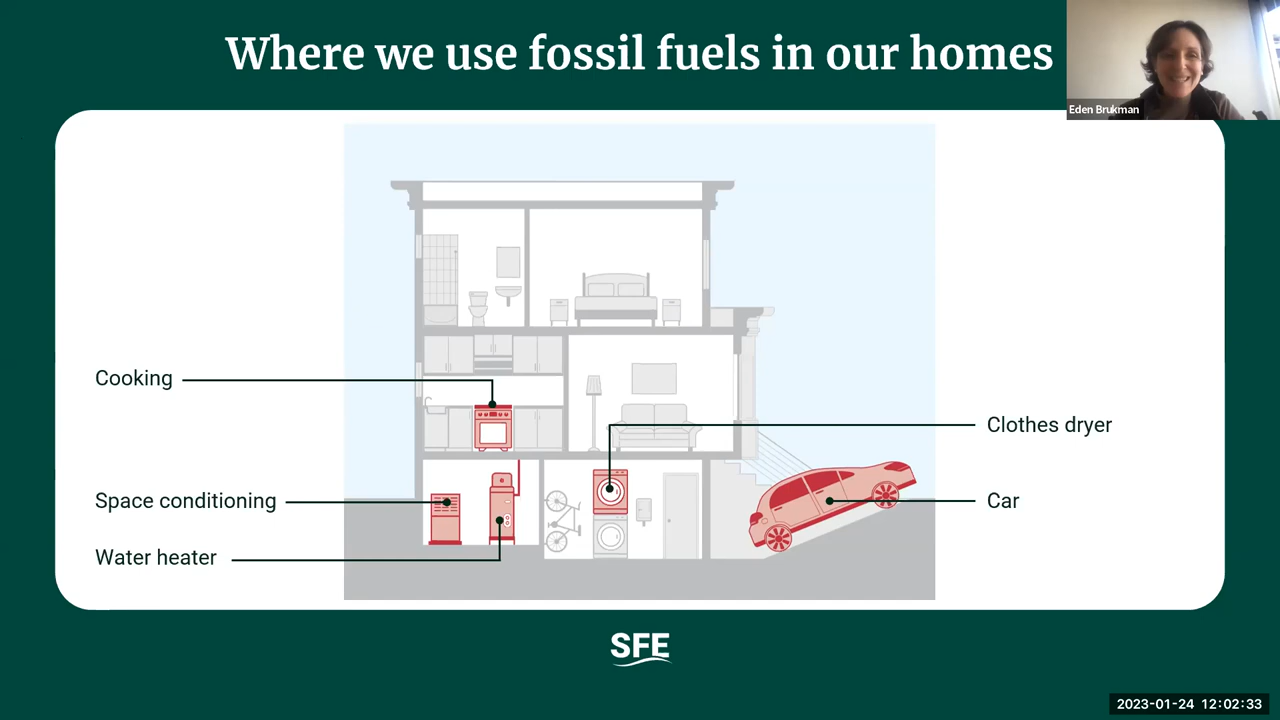 Where we use fossil fuels in our homes
Eden Brukman
Cooking
Clothes dryer
Space conditioning
Car
Water heater
SFE
2023-01-24 12:02:33